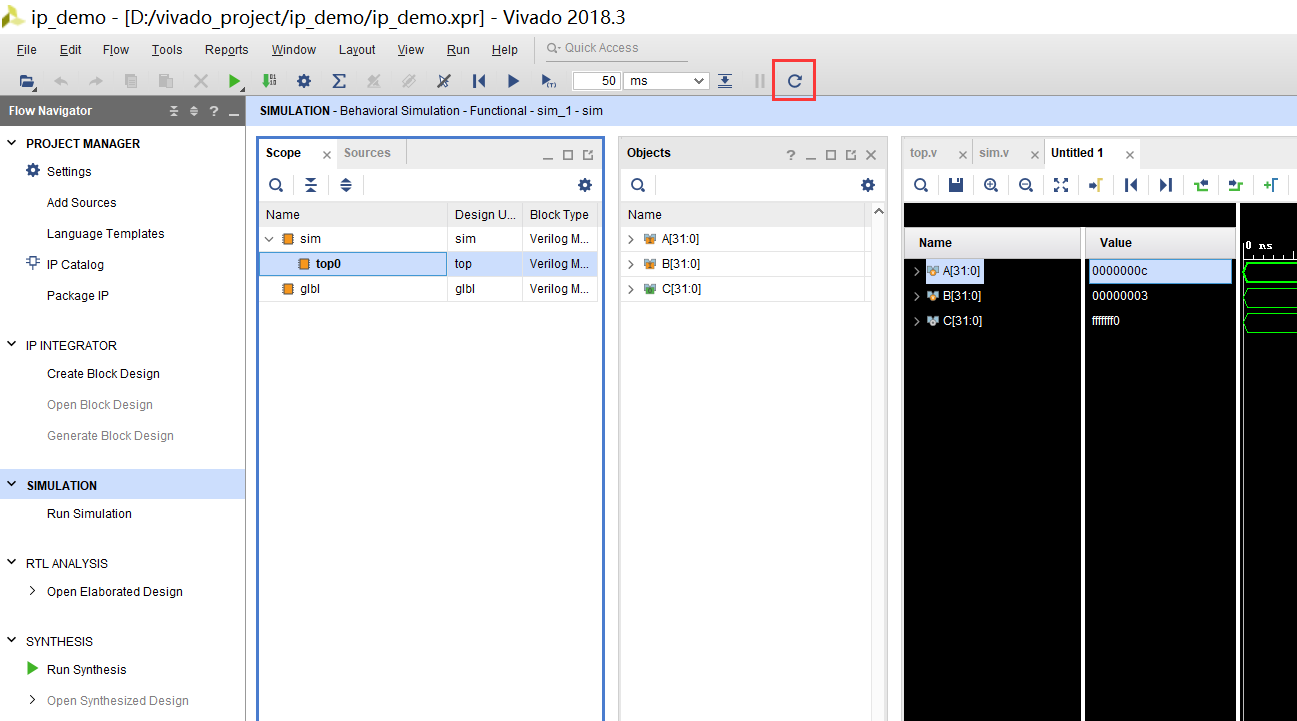 ip_demo - [D:/vivado_project/ip_demo/ip_demo.xpr] - Vivado 2018.3
File Edit Flow Tools Reports Window Layout View Run Help Quick Access
50 ms
Flow Navigator
SIMULATION - Behavioral Simulation - Functional - sim_1 - sim
PROJECT MANAGER
Settings
Add Sources
Language Templates
IP Catalog
Package IP
IP INTEGRATOR
Create Block Design
Open Block Design
Generate Block Design
SIMULATION
Run Simulation
RTL ANALYSIS
Open Elaborated Design
SYNTHESIS
Run Synthesis
Open Synthesized Design
Scope Sources
Name Design U... Block Type
sim sim Verilog M...
top0 top Verilog M...
glbl glbl Verilog M...
Objects
Name
A[31:0]
B[31:0]
C[31:0]
top.v sim.v Untitled 1
Name Value
A[31:0] 0000000c
B[31:0] 00000003
C[31:0] fffffff0
0 ns